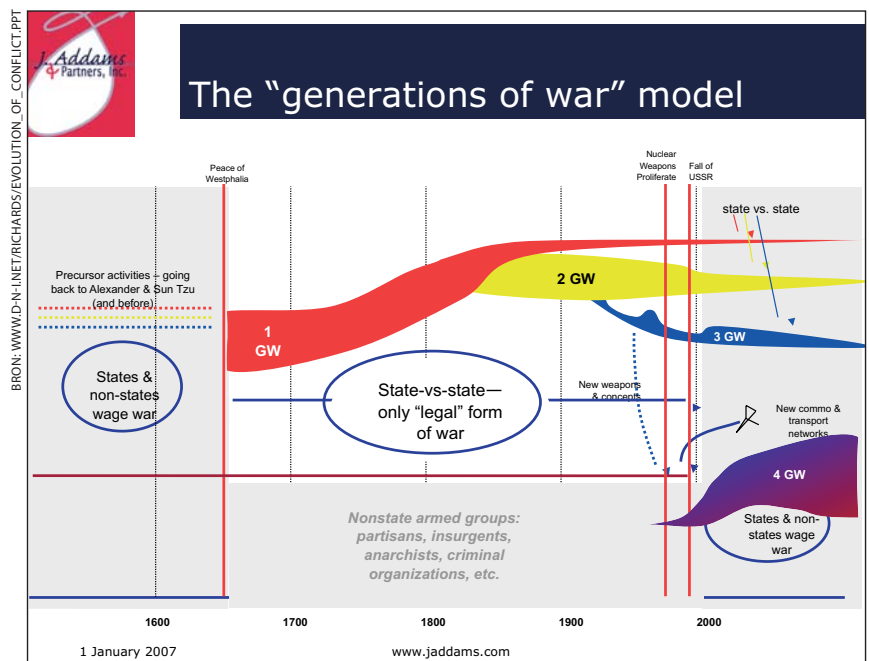 BRON: WWW.D-N-I.NET/RICHARDS/EVOLUTION_OF_CONFLICT.PPT
J. Addams
& Partners, Inc.
The “generations of war” model
Peace of
Westphalia
Nuclear
Weapons
Proliferate
Fall of
USSR
state vs. state
Precursor activities – going
back to Alexander & Sun Tzu
(and before)
1
GW
2 GW
3 GW
States &
non-states
wage war
State-vs-state—
only “legal” form
of war
New weapons
& concepts
New commo &
transport
networks
4 GW
Nonstate armed groups:
partisans, insurgents,
anarchists, criminal
organizations, etc.
States & non-
states wage
war
1600
1700
1800
1900
2000
1 January 2007
www.jaddams.com